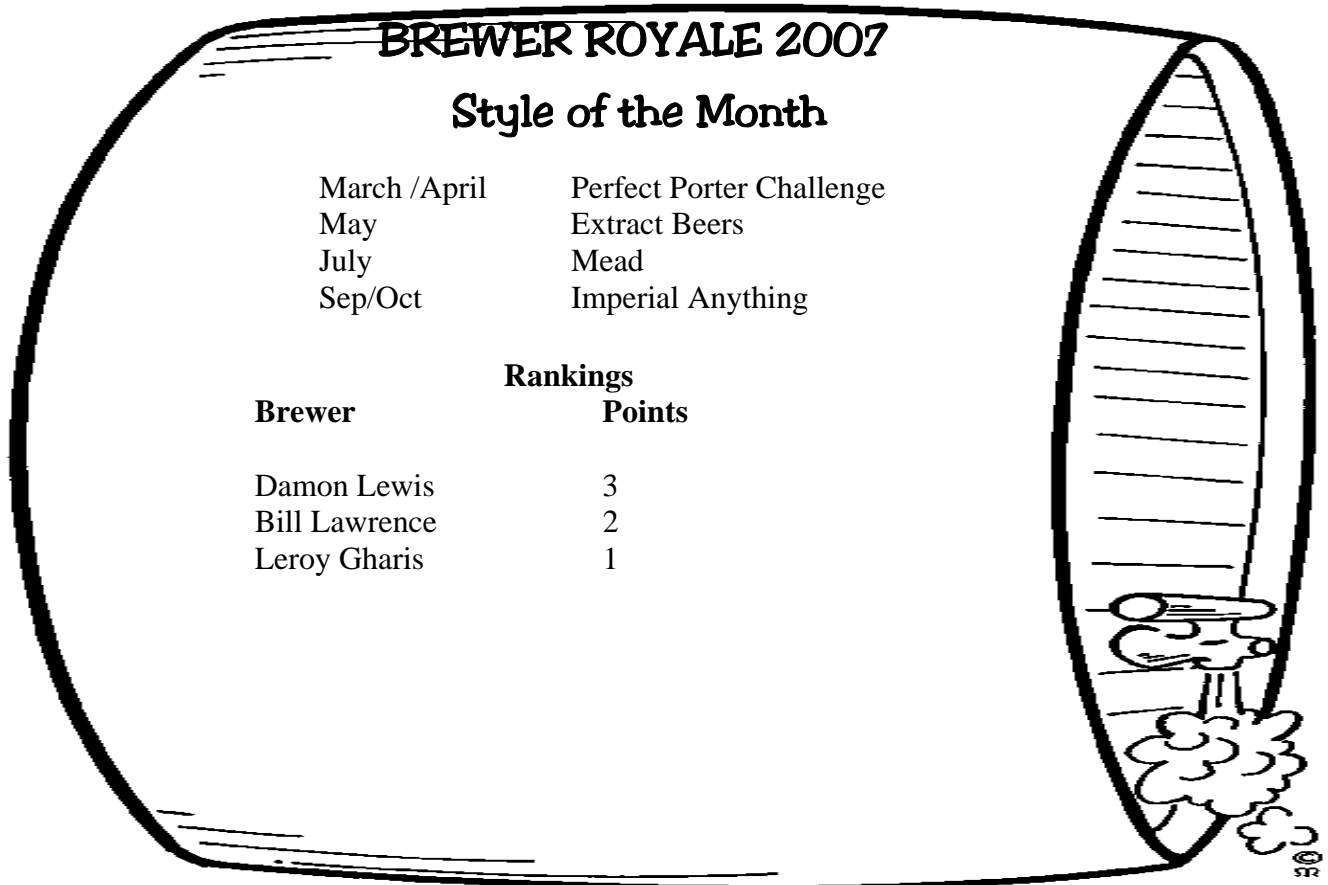 BREWER ROYALE 2007
Style of the Month
March /April Perfect Porter Challenge
May Extract Beers
July Mead
Sep/Oct Imperial Anything
Rankings
Brewer Points
Damon Lewis 3
Bill Lawrence 2
Leroy Gharis 1
©